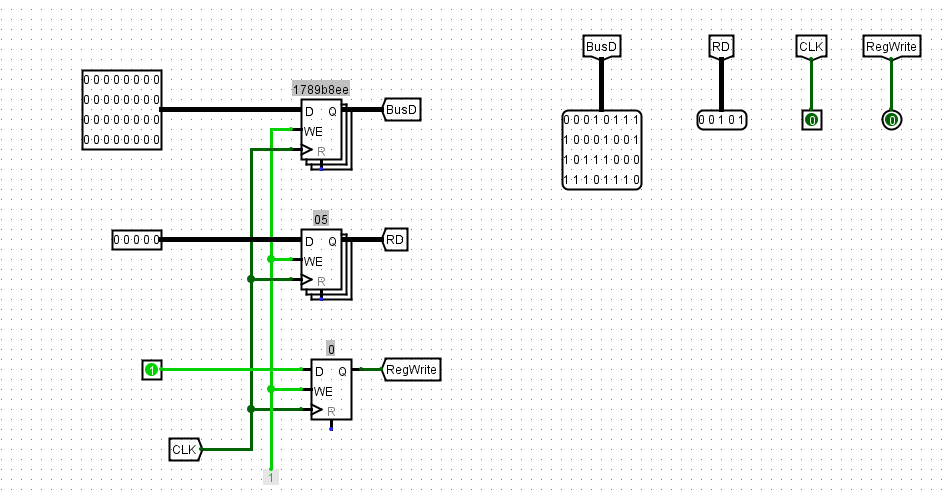 BusD
RD
CLK
RegWrite
0 0 0 0 0 0 0 0
0 0 0 0 0 0 0 0
0 0 0 0 0 0 0 0
0 0 0 0 0 0 0 0
1789b8ee
D Q
WE
R
BusD
0 0 0 1 0 1 1 1
1 0 0 0 1 0 0 1
1 0 1 1 1 0 0 0
1 1 1 0 1 1 1 0
0 0 1 0 1
0
0
0 0 0 0 0
05
D Q
WE
R
RD
1
0
D Q
WE
R
RegWrite
CLK
1